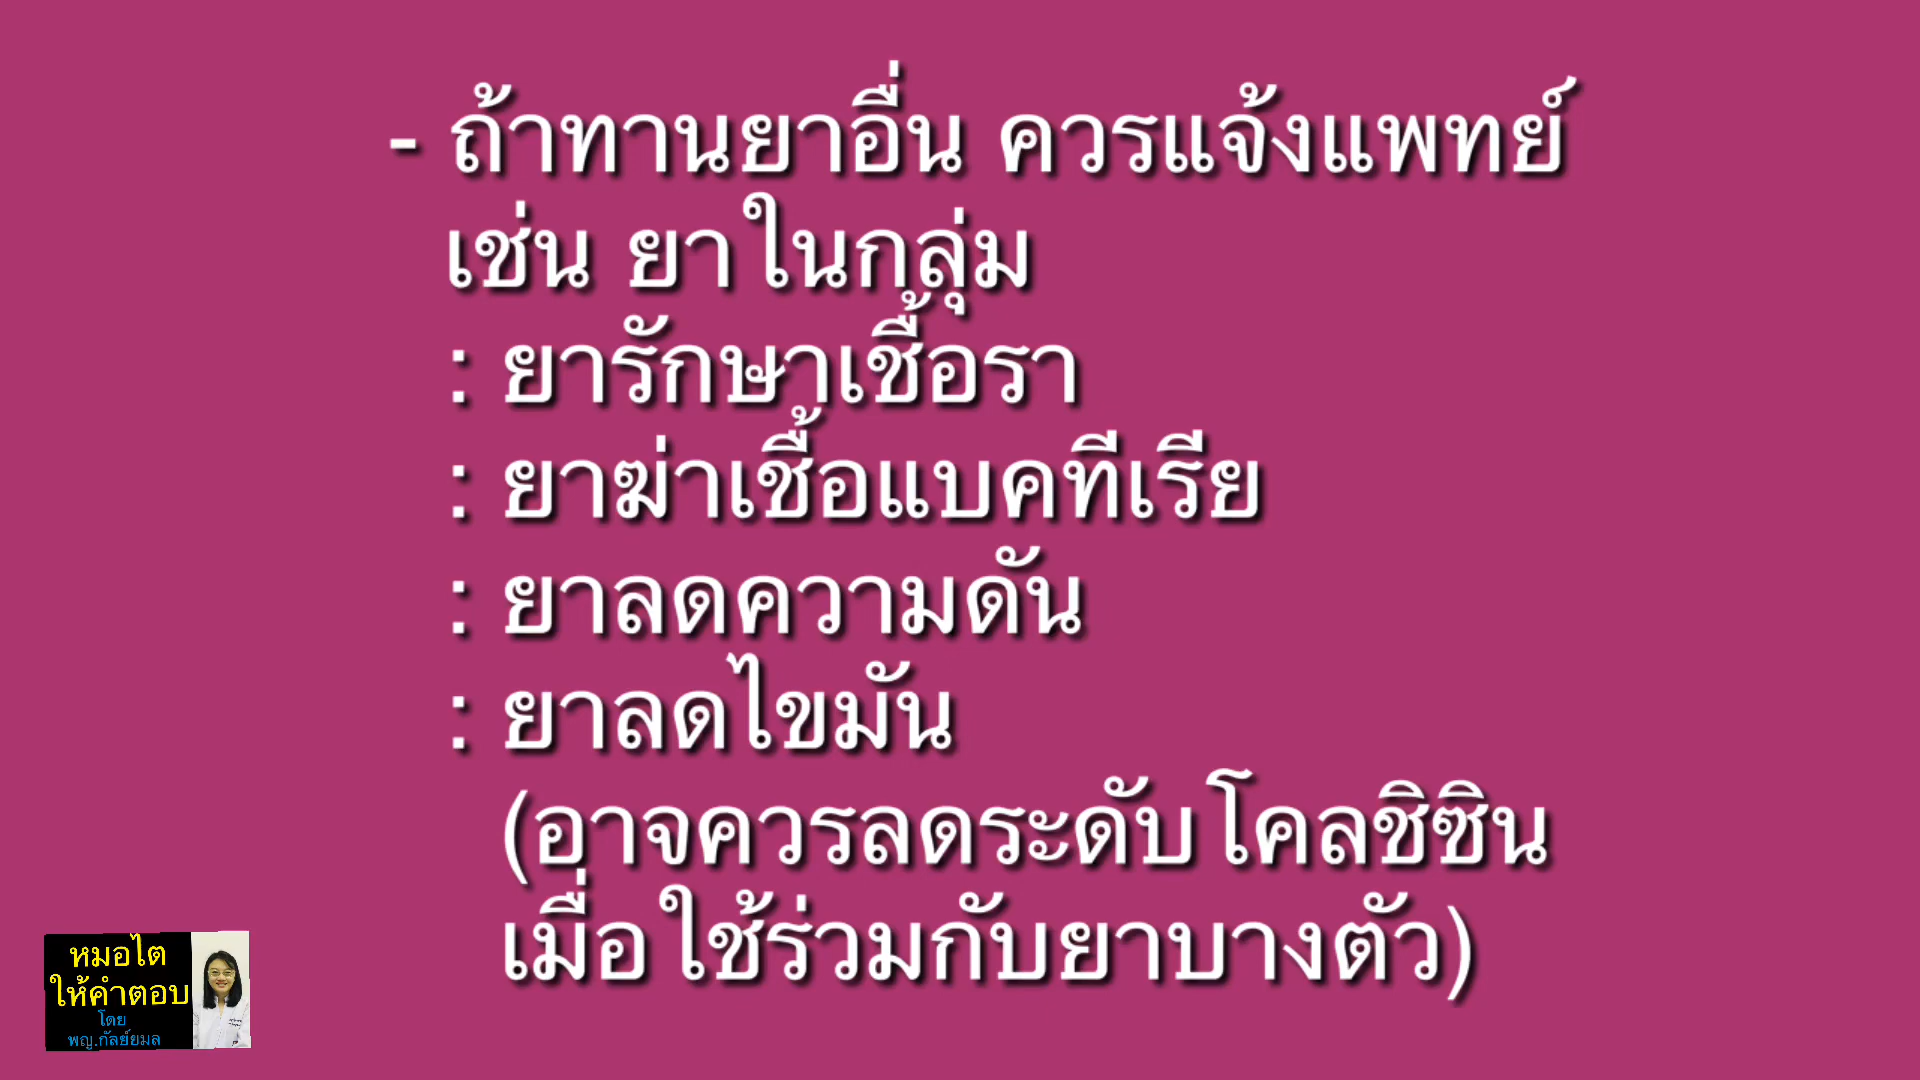 - ถ้าทานยาอื่น ควรแจ้งแพทย์
เช่น ยาในกลุ่ม
: ยารักษาเชื้อรา
: ยาฆ่าเชื้อแบคทีเรีย
: ยาลดความดัน
: ยาลดไขมัน
(อาจควรลดระดับโคลชิซิน
เมื่อใช้ร่วมกับยาบางตัว)
หมอไต
ให้คำตอบ
โดย
พญ.กัลย์ยมล